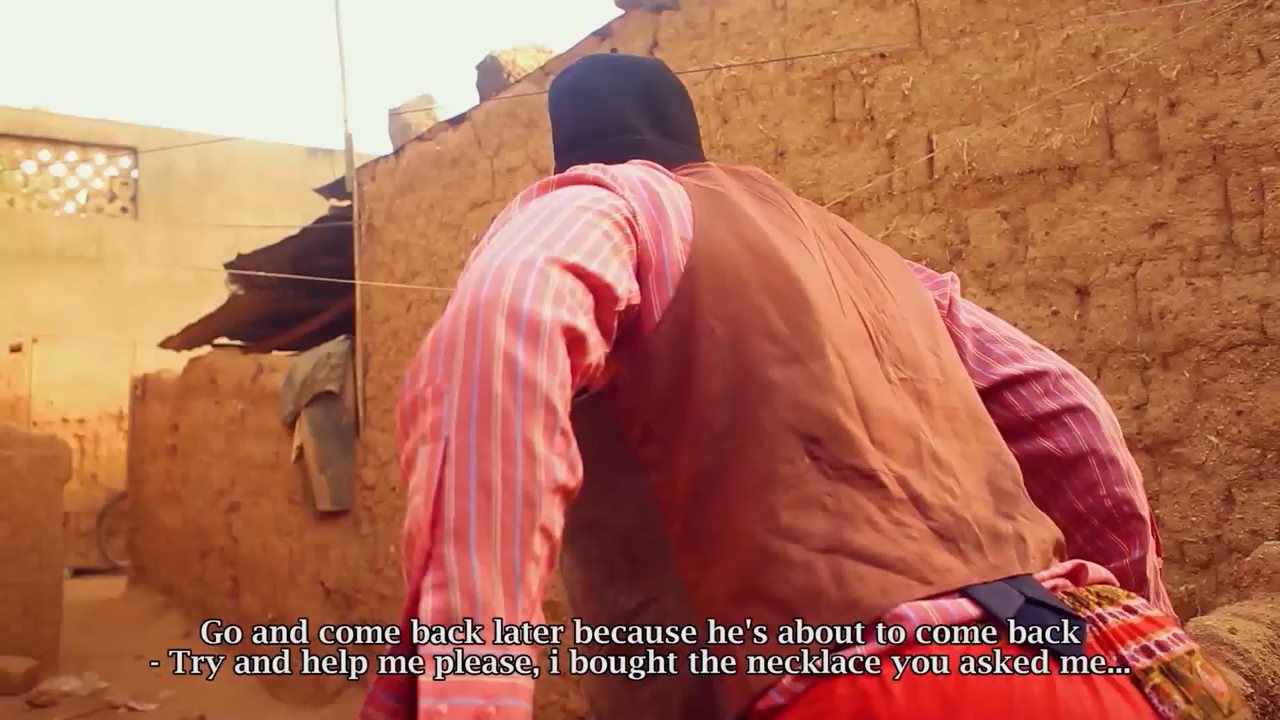 Go and come back later because he's about to come back
- Try and help me please, i bought the necklace you asked me...